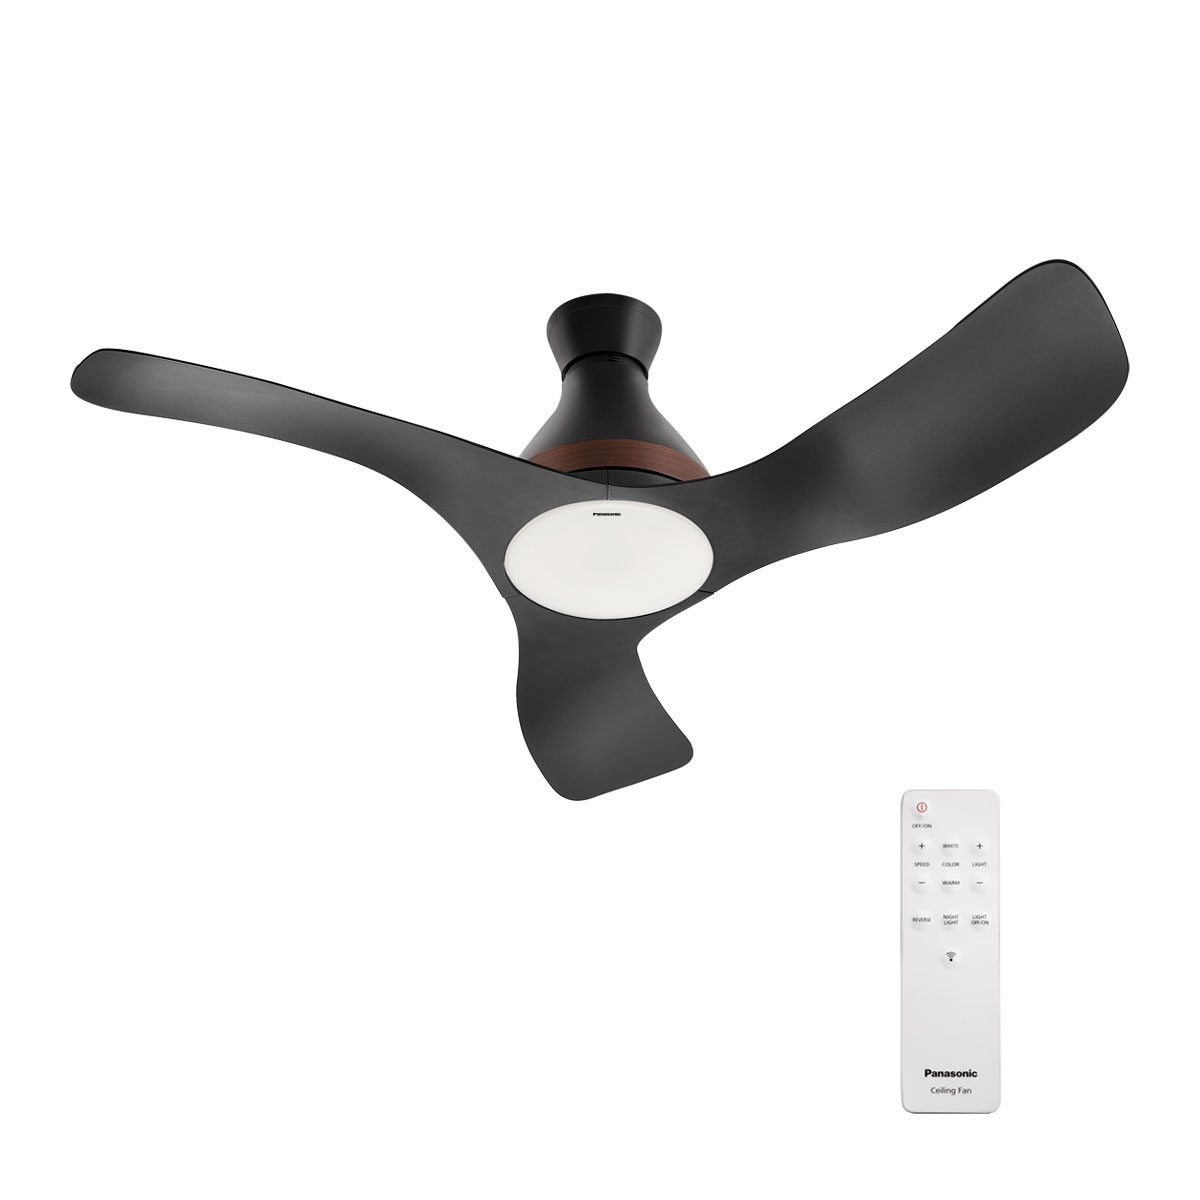 Panasonic
OFF/ON
+ WHITE +
SPEED COLOR LIGHT
− WARM −
REVERSE NIGHT LIGHT LIGHT OFF/ON
Panasonic
Ceiling Fan